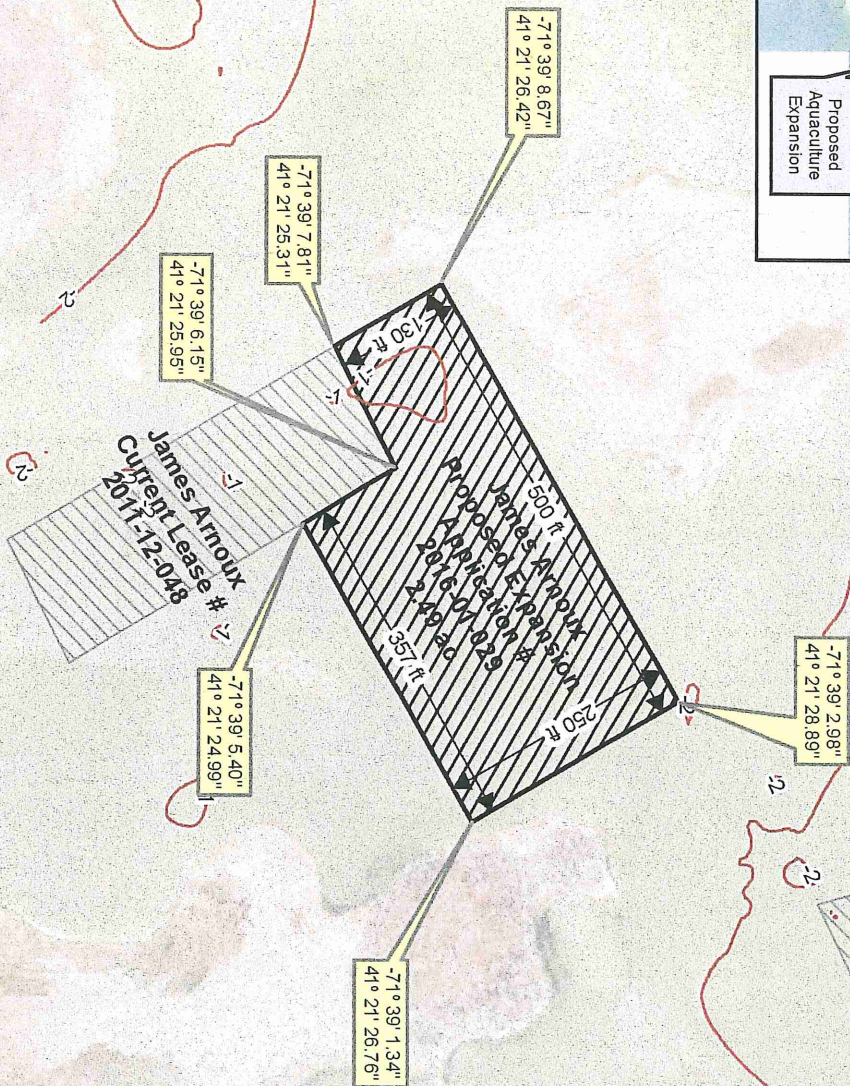 Proposed
Aquaculture
Expansion
-71° 39' 8.67"
41° 21' 26.42"
-71° 39' 7.81"
41° 21' 25.31"
-71° 39' 6.15"
41° 21' 25.95"
-71° 39' 5.40"
41° 21' 24.99"
-71° 39' 2.98"
41° 21' 28.89"
-71° 39' 1.34"
41° 21' 26.76"
130 ft
500 ft
357 ft
250 ft
James Arnoux
Proposed Expansion
Application #
2016-01-029
2.49 ac
James Arnoux
Current Lease #
2011-12-048
-2
-2
-1
-1
-1
-1
1
-2
-2
-2